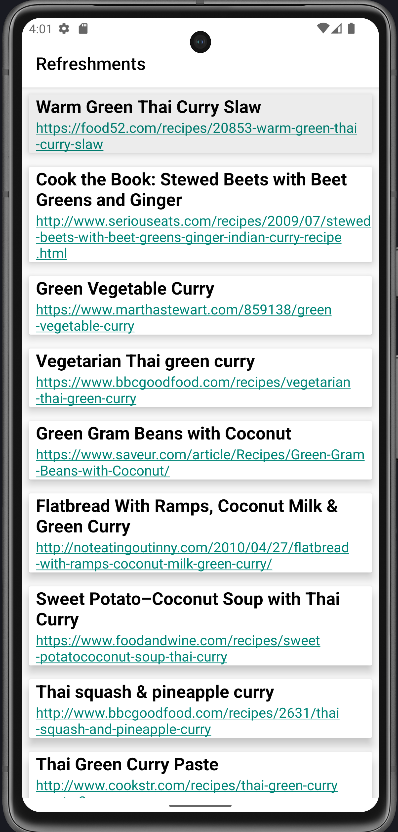 4:01
Refreshments
Warm Green Thai Curry Slaw
https://food52.com/recipes/20853-warm-green-thai
-curry-slaw
Cook the Book: Stewed Beets with Beet
Greens and Ginger
http://www.seriouseats.com/recipes/2009/07/stewed
-beets-with-beet-greens-ginger-indian-curry-recipe
.html
Green Vegetable Curry
https://www.marthastewart.com/859138/green
-vegetable-curry
Vegetarian Thai green curry
https://www.bbcgoodfood.com/recipes/vegetarian
-thai-green-curry
Green Gram Beans with Coconut
https://www.saveur.com/article/Recipes/Green-Gram
-Beans-with-Coconut/
Flatbread With Ramps, Coconut Milk &
Green Curry
http://noteatingoutinny.com/2010/04/27/flatbread
-with-ramps-coconut-milk-green-curry/
Sweet Potato–Coconut Soup with Thai
Curry
https://www.foodandwine.com/recipes/sweet
-potatococonut-soup-thai-curry
Thai squash & pineapple curry
http://www.bbcgoodfood.com/recipes/2631/thai
-squash-and-pineapple-curry
Thai Green Curry Paste
http://www.cookstr.com/recipes/thai-green-curry